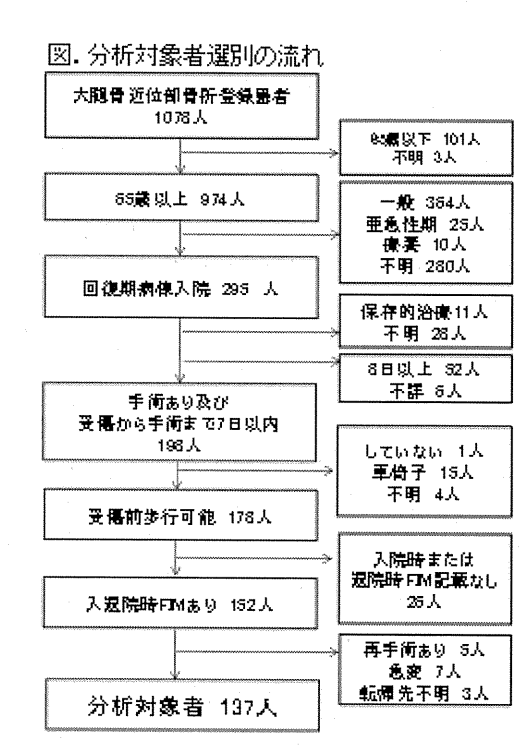 図. 分析対象者選別の流れ
大腿骨近位部骨折登録患者
1078人
65歳以下 101人
不明 3人
65歳以上 974人
一般 364人
亜急性期 25人
療養 10人
不明 280人
回復期病棟入院 295 人
保存的治療11人
不明 28人
8日以上 52人
不詳 6人
手術あり及び
受傷から手術まで7日以内
198人
していない 1人
車椅子 15人
不明 4人
受傷前歩行可能 178人
入院時または
退院時FIM記載なし
26人
入退院時FIMあり 152人
再手術あり 5人
急変 7人
転帰先不明 3人
分析対象者 137人